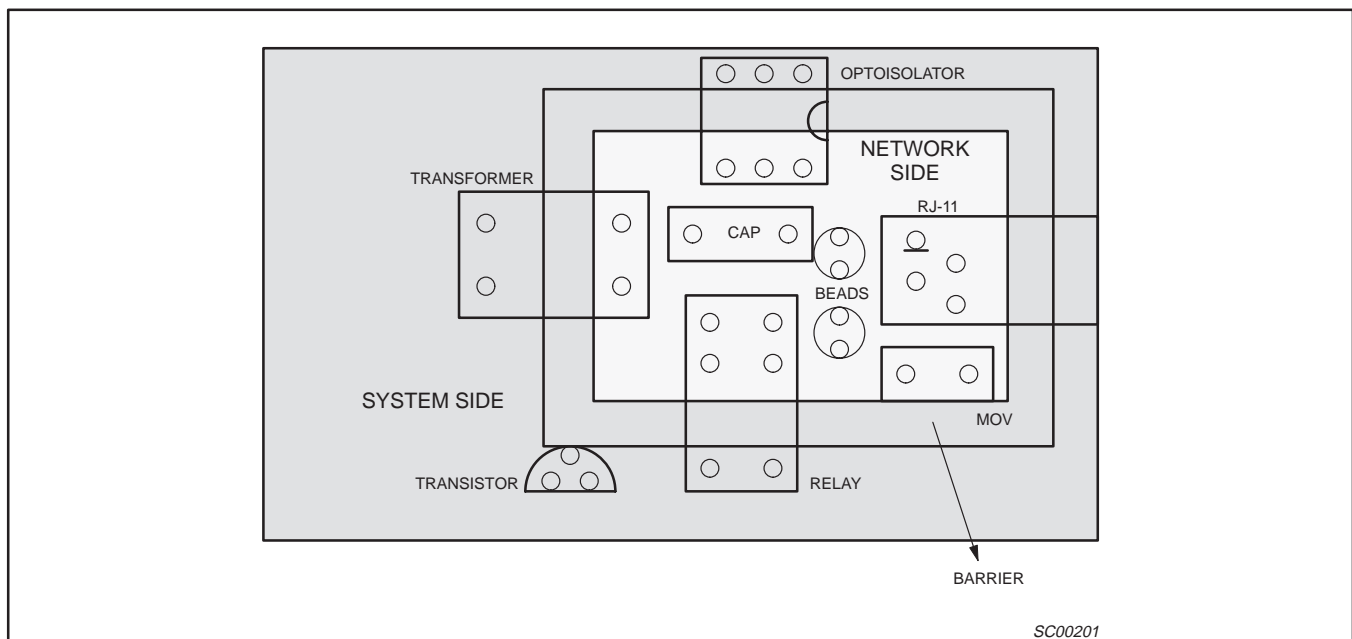 OPTOISOLATOR
NETWORK
SIDE
TRANSFORMER
RJ-11
CAP
BEADS
SYSTEM SIDE
MOV
TRANSISTOR
RELAY
BARRIER
SC00201